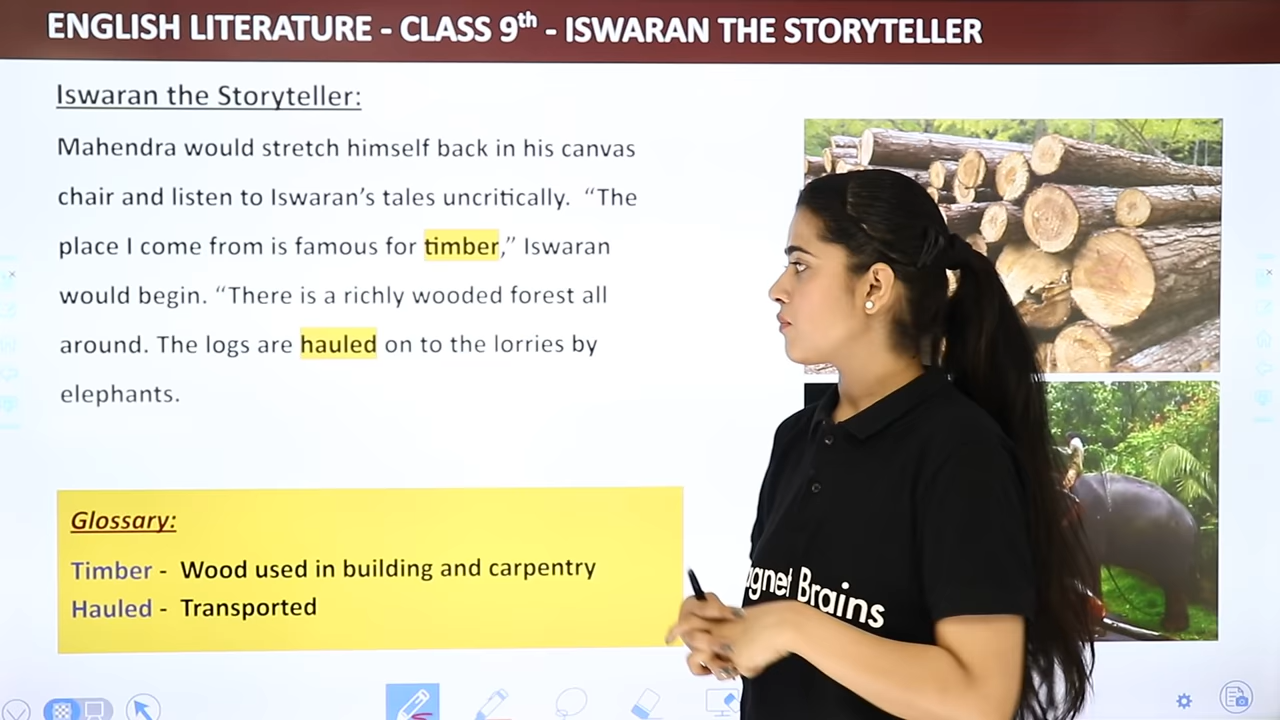 ENGLISH LITERATURE - CLASS 9th - ISWARAN THE STORYTELLER
Iswaran the Storyteller:
Mahendra would stretch himself back in his canvas
chair and listen to Iswaran’s tales uncritically. “The
place I come from is famous for timber,” Iswaran
would begin. “There is a richly wooded forest all
around. The logs are hauled on to the lorries by
elephants.
Glossary:
Timber - Wood used in building and carpentry
Hauled - Transported
agnet Brains